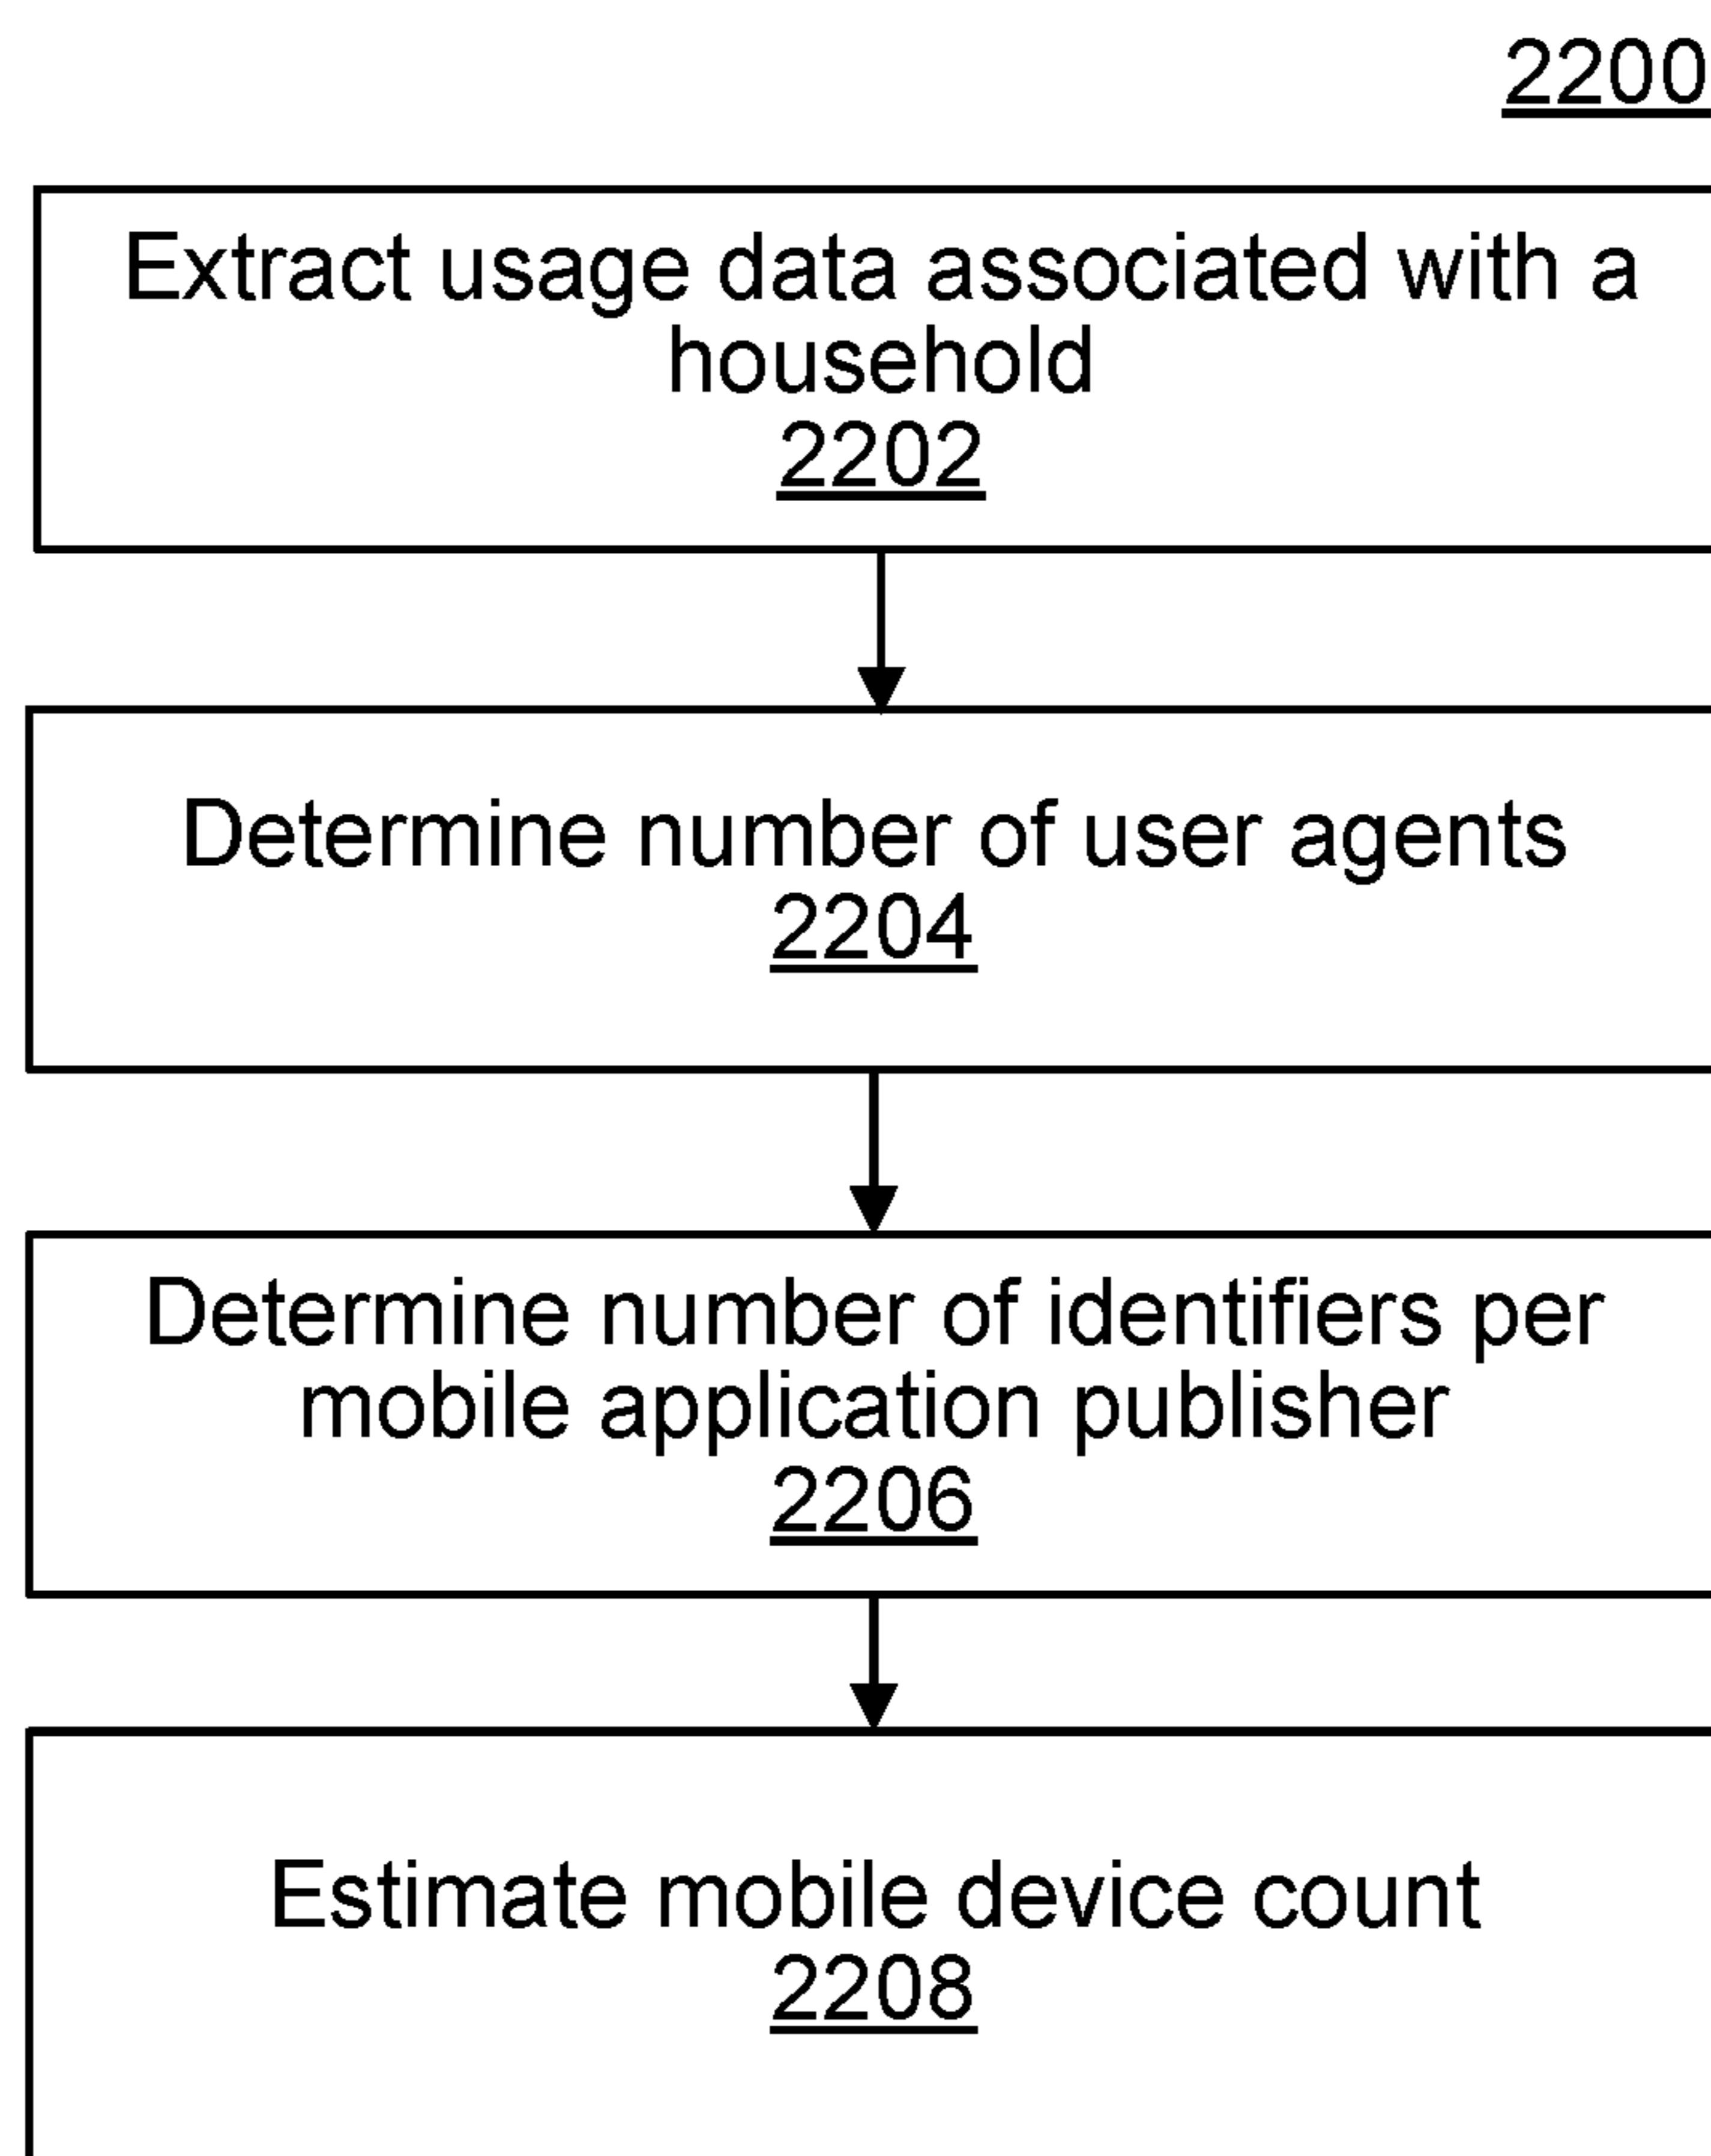 2200
Extract usage data associated with a
household
2202
Determine number of user agents
2204
Determine number of identifiers per
mobile application publisher
2206
Estimate mobile device count
2208